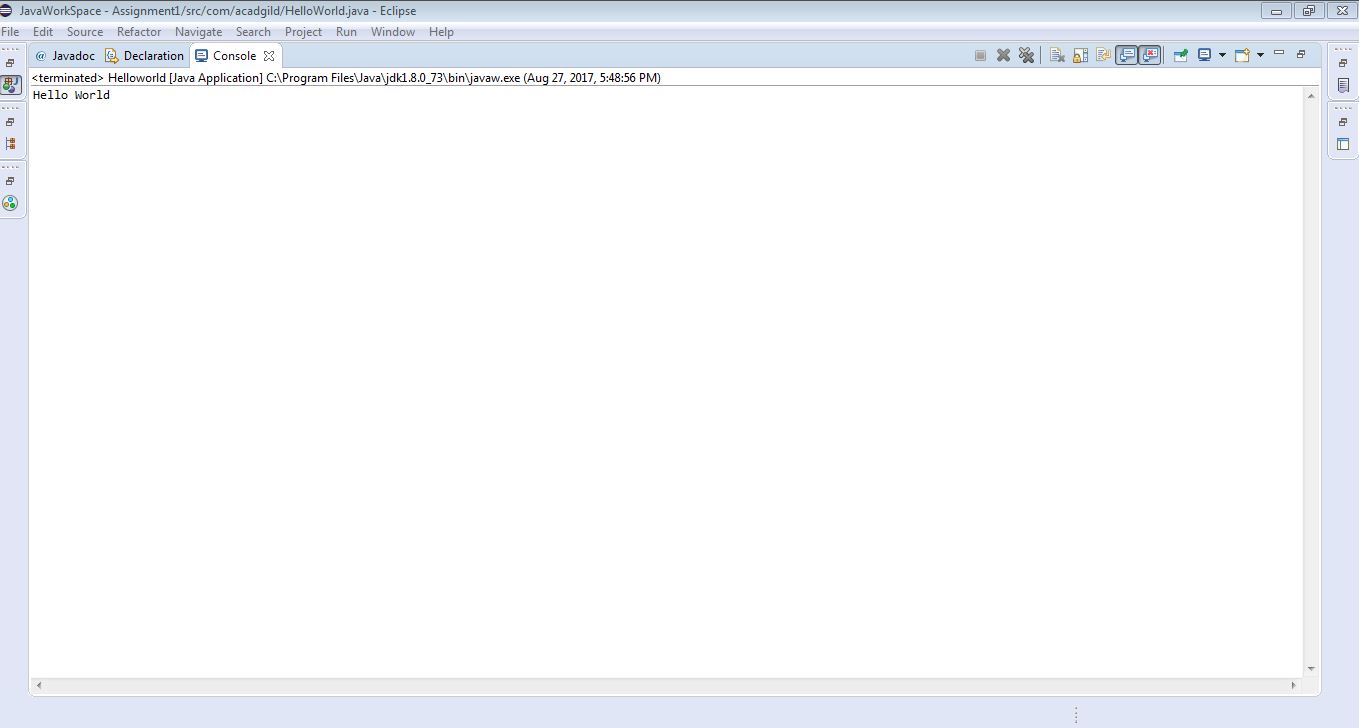 JavaWorkSpace - Assignment1/src/com/acadgild/HelloWorld.java - Eclipse
File Edit Source Refactor Navigate Search Project Run Window Help
@ Javadoc Declaration Console
<terminated> Helloworld [Java Application] C:\Program Files\Java\jdk1.8.0_73\bin\javaw.exe (Aug 27, 2017, 5:48:56 PM)
Hello World